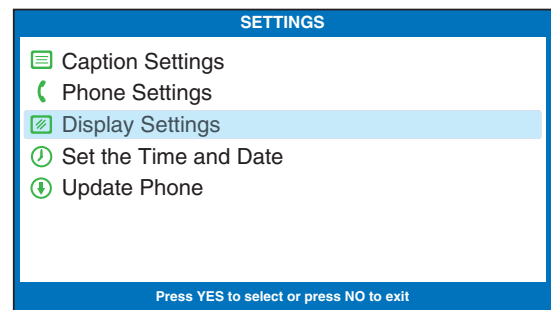 SETTINGS
Caption Settings
Phone Settings
Display Settings
Set the Time and Date
Update Phone
Press YES to select or press NO to exit